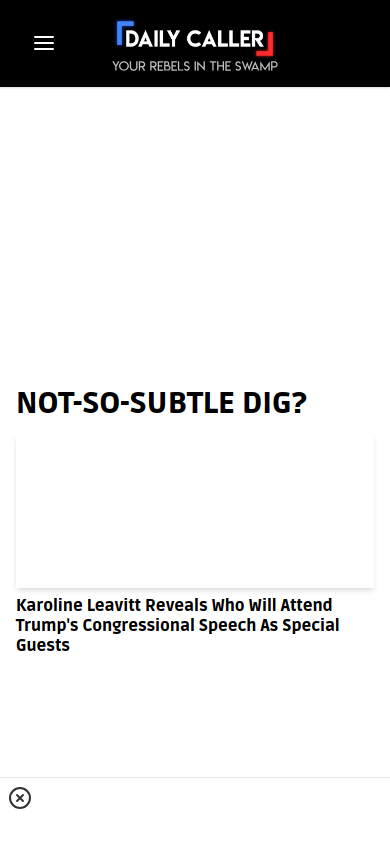 DAILY CALLER
YOUR REBELS IN THE SWAMP
NOT-SO-SUBTLE DIG?
Karoline Leavitt Reveals Who Will Attend
Trump's Congressional Speech As Special
Guests